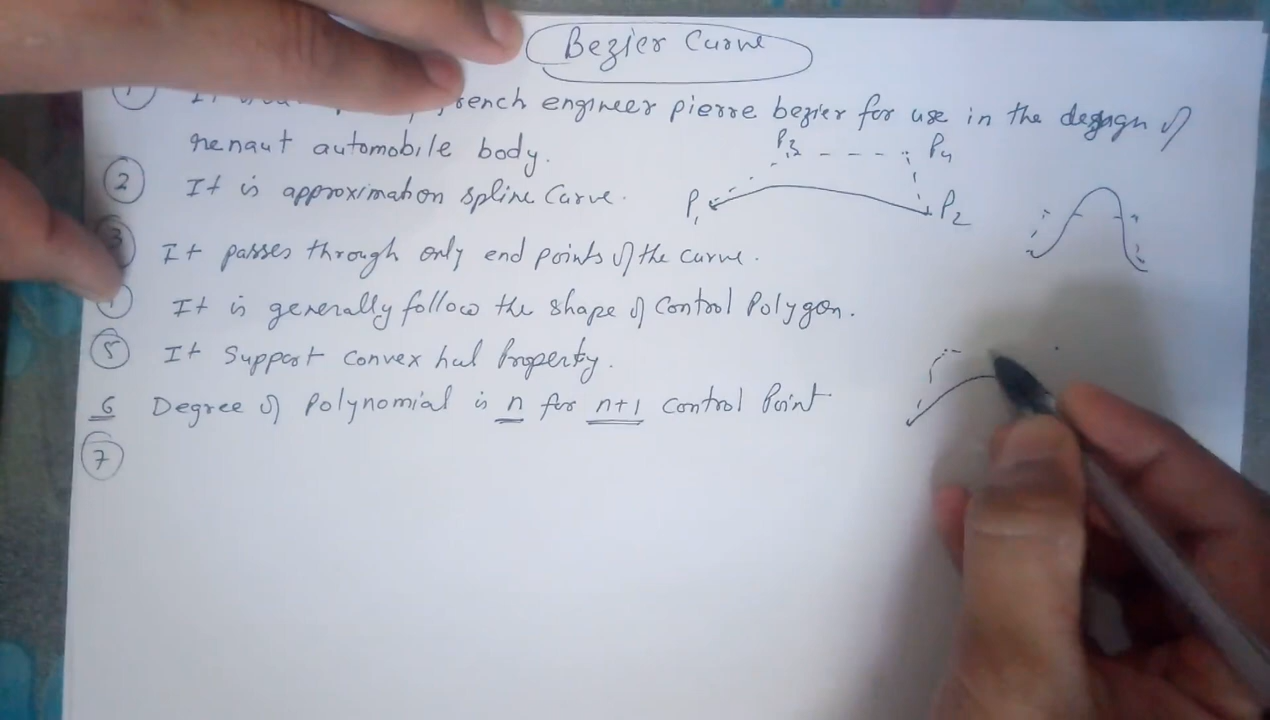 Bezier Curve
engineer pierre bezier for use in the design of
renaut automobile body.
P3 P4
② It is approximation spline Curve.
P1 P2
③ It passes through only end points of the curve.
It is generally follow the shape of Control Polygon.
⑤ It Support Convex hul Property.
6 Degree of Polynomial is n for n+1 Control Point
⑦